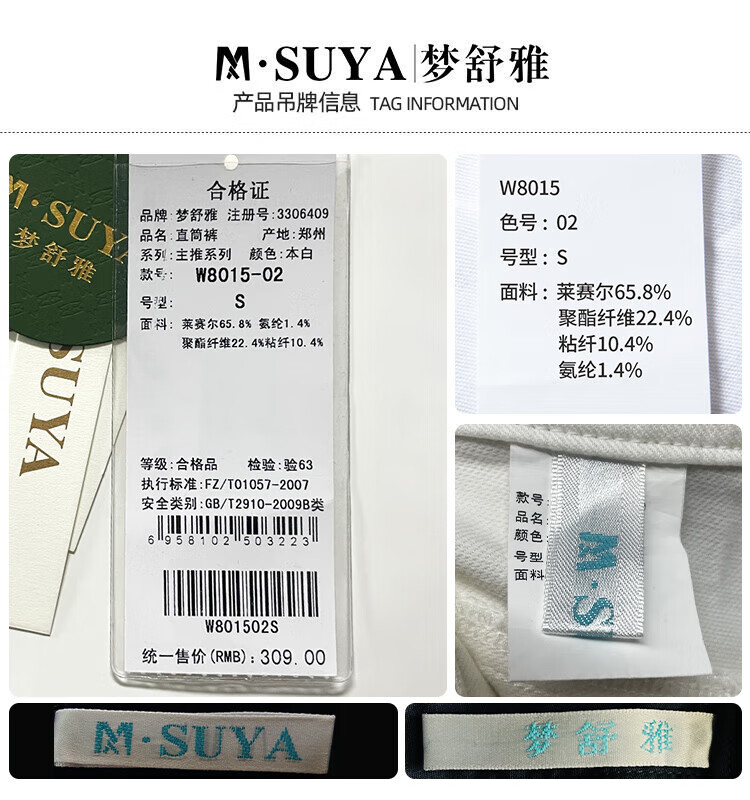 M·SUYA 梦舒雅
产品吊牌信息 TAG INFORMATION
M·SUYA
梦舒雅
SUYA
合格证
品牌:梦舒雅 注册号:3306409
品名:直筒裤 产地:郑州
系列:主推系列 颜色:本白
款号: W8015-02
号型: S
面料: 莱赛尔65.8% 氨纶1.4%
聚酯纤维22.4%粘纤10.4%
等级:合格品 检验:验63
执行标准:FZ/T01057-2007
安全类别:GB/T2910-2009B类
6 958102 503223
W801502S
统一售价(RMB): 309.00
W8015
色号: 02
号型: S
面料: 莱赛尔65.8%
聚酯纤维22.4%
粘纤10.4%
氨纶1.4%
款号:
品名:
颜色
号型
面料
M·S
M·SUYA
梦舒雅